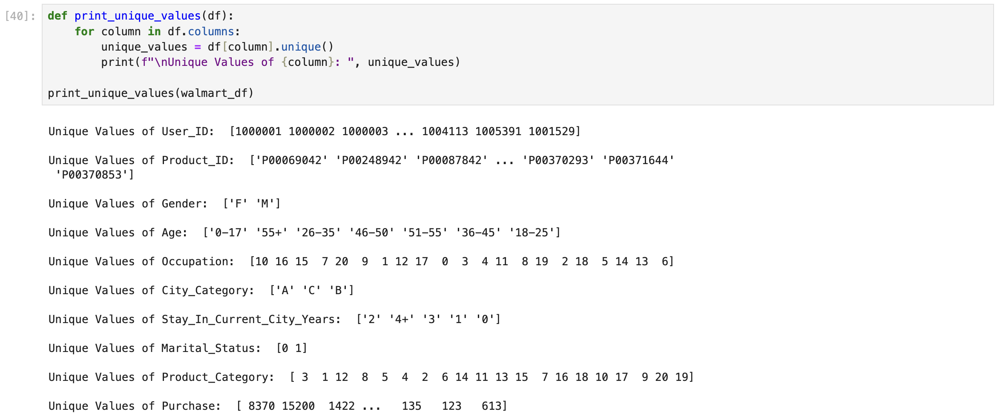 [40]: def print_unique_values(df):
    for column in df.columns:
        unique_values = df[column].unique()
        print(f"\nUnique Values of {column}: ", unique_values)

print_unique_values(walmart_df)

Unique Values of User_ID:  [1000001 1000002 1000003 ... 1004113 1005391 1001529]

Unique Values of Product_ID:  ['P00069042' 'P00248942' 'P00087842' ... 'P00370293' 'P00371644'
 'P00370853']

Unique Values of Gender:  ['F' 'M']

Unique Values of Age:  ['0-17' '55+' '26-35' '46-50' '51-55' '36-45' '18-25']

Unique Values of Occupation:  [10 16 15  7 20  9  1 12 17  0  3  4 11  8 19  2 18  5 14 13  6]

Unique Values of City_Category:  ['A' 'C' 'B']

Unique Values of Stay_In_Current_City_Years:  ['2' '4+' '3' '1' '0']

Unique Values of Marital_Status:  [0 1]

Unique Values of Product_Category:  [ 3  1 12  8  5  4  2  6 14 11 13 15  7 16 18 10 17  9 20 19]

Unique Values of Purchase:  [ 8370 15200  1422 ...   135   123   613]